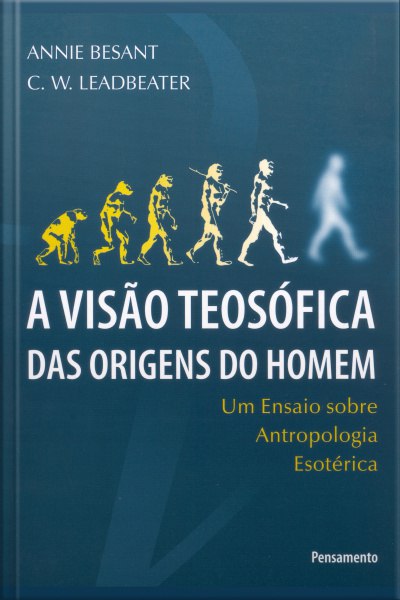 ANNIE BESANT
C. W. LEADBEATER
A VISÃO TEOSÓFICA
DAS ORIGENS DO HOMEM
Um Ensaio sobre
Antropologia
Esotérica
Pensamento